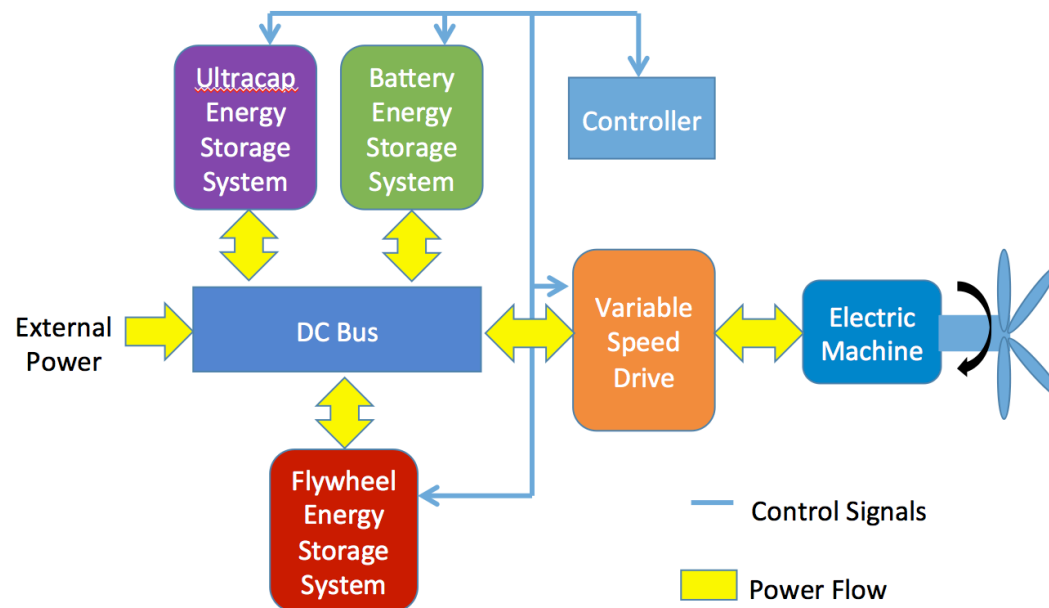 Ultracap
Energy
Storage
System
Battery
Energy
Storage
System
Controller
External
Power
DC Bus
Variable
Speed
Drive
Electric
Machine
Flywheel
Energy
Storage
System
Control Signals
Power Flow